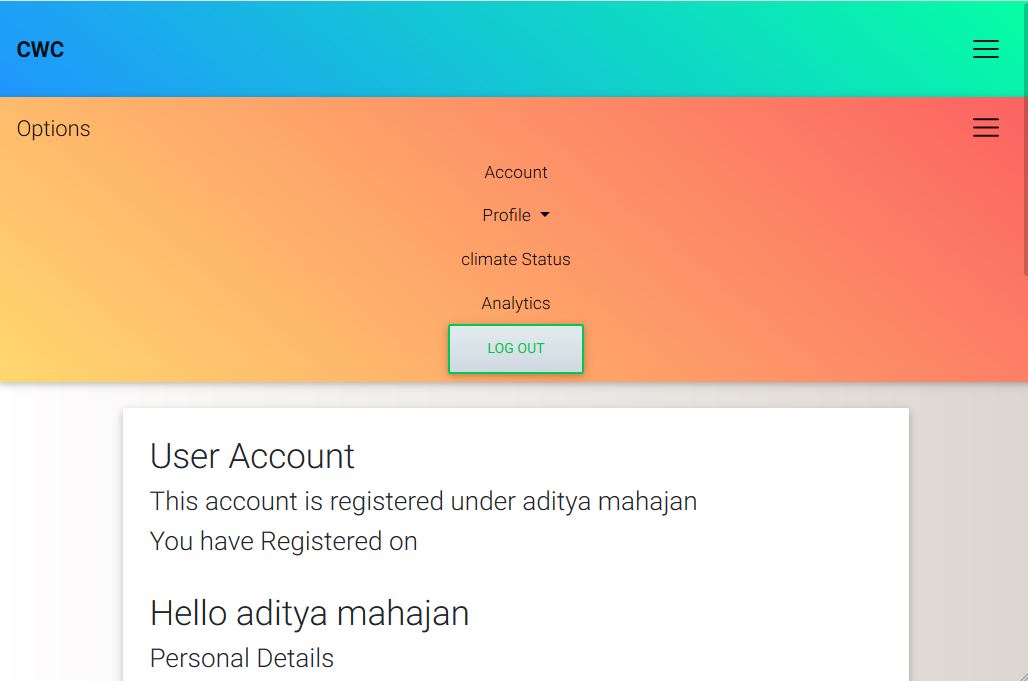 CWC
Options
Account
Profile
climate Status
Analytics
LOG OUT
User Account
This account is registered under aditya mahajan
You have Registered on
Hello aditya mahajan
Personal Details